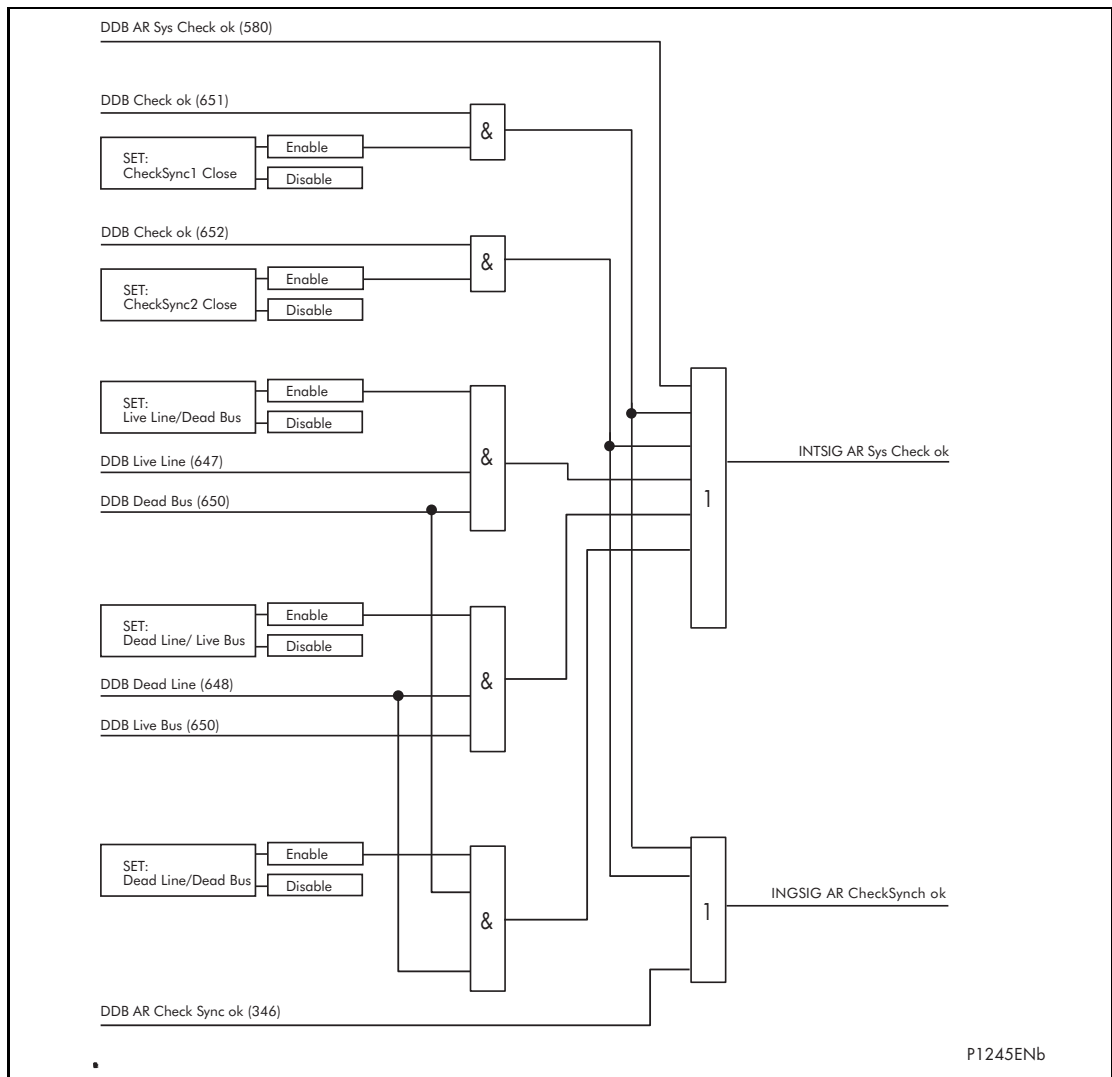 DDB AR Sys Check ok (580)
DDB Check ok (651)
&
SET:
CheckSync1 Close
Enable
Disable
DDB Check ok (652)
&
SET:
CheckSync2 Close
Enable
Disable
SET:
Live Line/Dead Bus
Enable
Disable
DDB Live Line (647)
&
DDB Dead Bus (650)
1
INTSIG AR Sys Check ok
SET:
Dead Line/ Live Bus
Enable
Disable
DDB Dead Line (648)
&
DDB Live Bus (650)
SET:
Dead Line/Dead Bus
Enable
Disable
&
1
INGSIG AR CheckSynch ok
DDB AR Check Sync ok (346)
P1245ENb